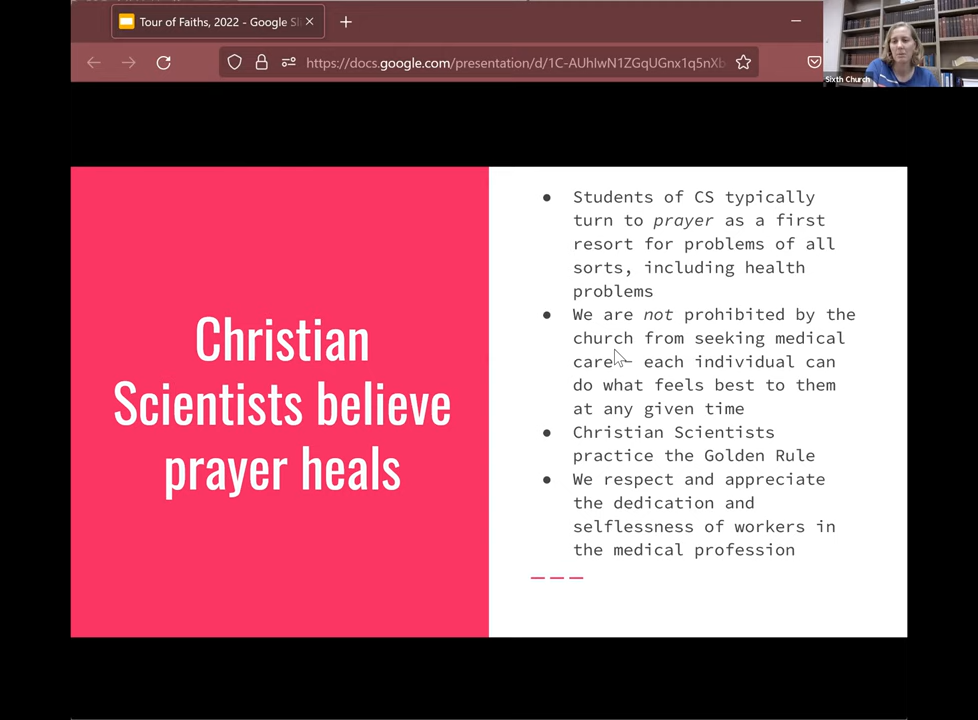 Tour of Faiths, 2022 - Google Sl
https://docs.google.com/presentation/d/1C-AUhlwN1ZGqUGnx1q5nXb
Sixth Church
Christian
Scientists believe
prayer heals
● Students of CS typically
turn to prayer as a first
resort for problems of all
sorts, including health
problems
● We are not prohibited by the
church from seeking medical
care – each individual can
do what feels best to them
at any given time
● Christian Scientists
practice the Golden Rule
● We respect and appreciate
the dedication and
selflessness of workers in
the medical profession